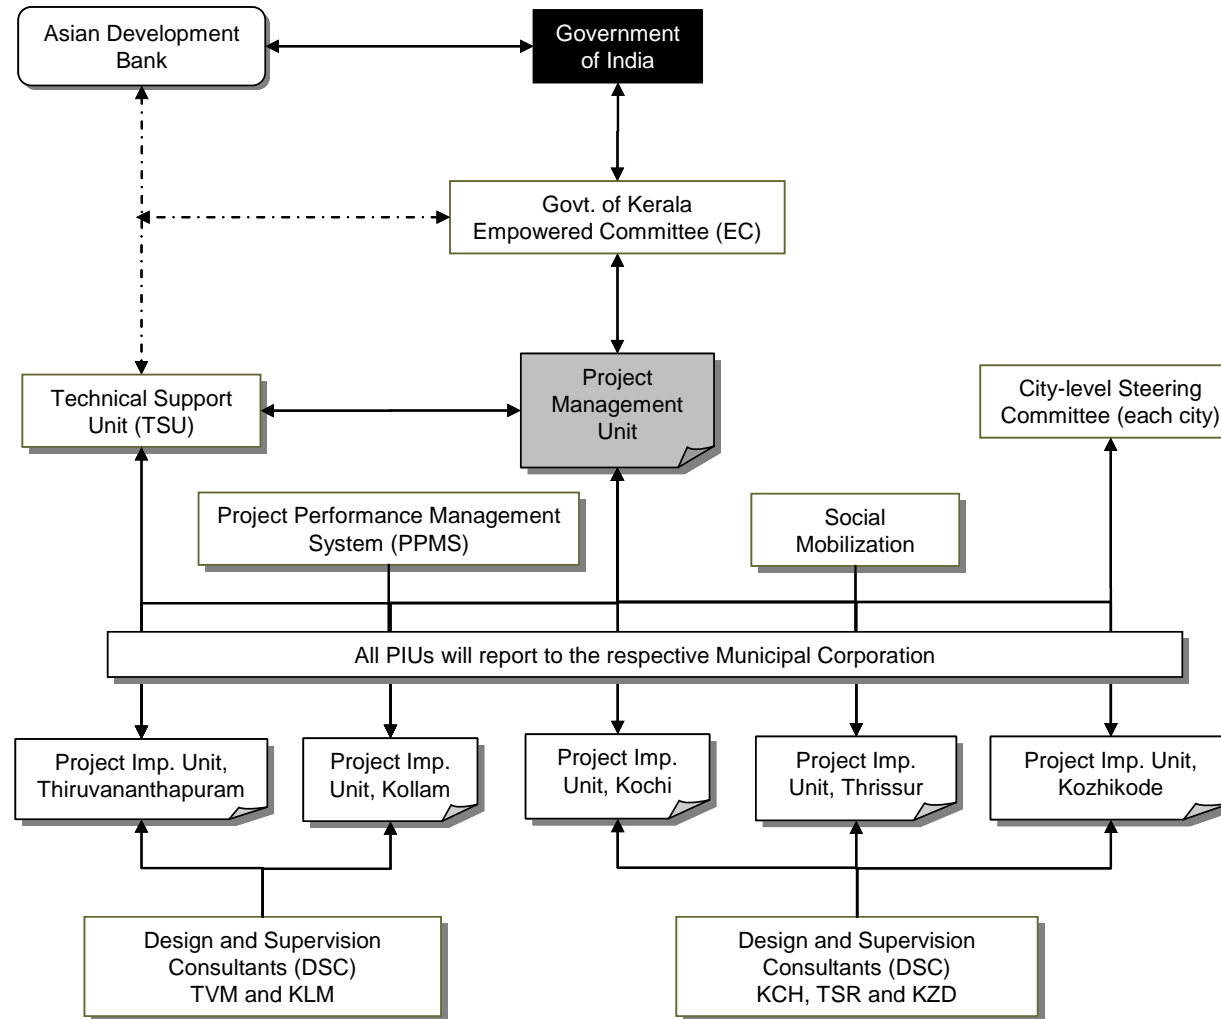 Asian Development
Bank
Government
of India
Govt. of Kerala
Empowered Committee (EC)
Technical Support
Unit (TSU)
Project
Management
Unit
City-level Steering
Committee (each city)
Project Performance Management
System (PPMS)
Social
Mobilization
All PIUs will report to the respective Municipal Corporation
Project Imp. Unit,
Thiruvananthapuram
Project Imp.
Unit, Kollam
Project Imp.
Unit, Kochi
Project Imp.
Unit, Thrissur
Project Imp. Unit,
Kozhikode
Design and Supervision
Consultants (DSC)
TVM and KLM
Design and Supervision
Consultants (DSC)
KCH, TSR and KZD